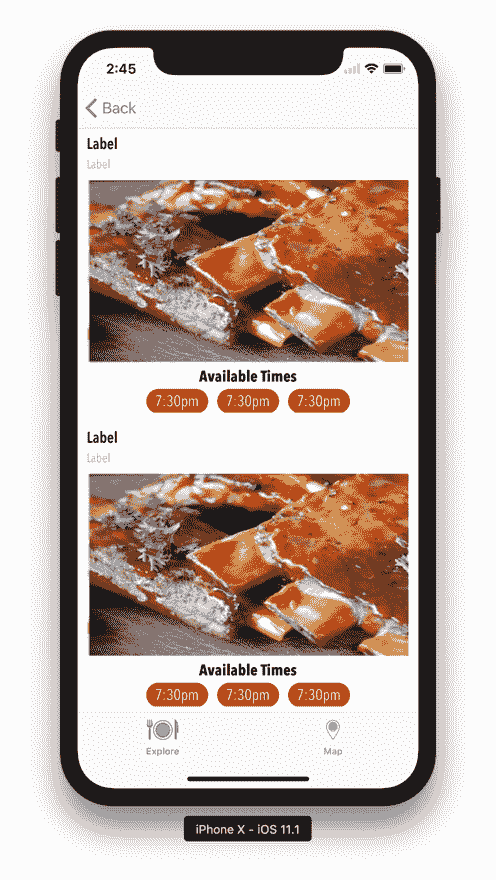 2:45
Back
Label
Label
Available Times
7:30pm 7:30pm 7:30pm
Label
Label
Available Times
7:30pm 7:30pm 7:30pm
Explore Map
iPhone X - iOS 11.1